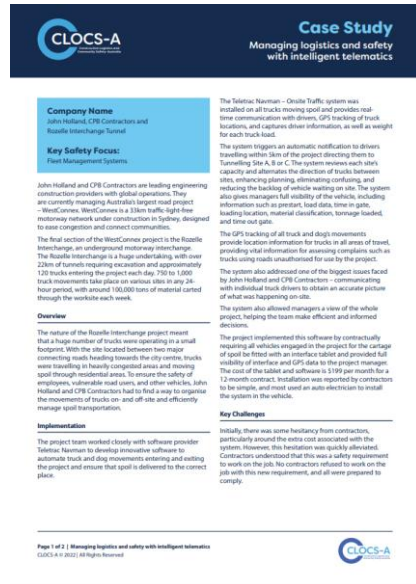 CLOCS-A
Construction Logistics and
Community Safety Australia
Case Study
Managing logistics and safety
with intelligent telematics
Company Name
John Holland, CPB Contractors and
Rozelle Interchange Tunnel
Key Safety Focus:
Fleet Management Systems
John Holland and CPB Contractors are leading engineering
construction providers with global operations. They
are currently managing Australia's largest road project
– WestConnex. WestConnex is a 33km traffic-light-free
motorway network under construction in Sydney, designed
to ease congestion and connect communities.
The final section of the WestConnex project is the Rozelle
Interchange, an underground motorway interchange.
The Rozelle Interchange is a huge undertaking, with over
22km of tunnels requiring excavation and approximately
120 trucks entering the project each day. 750 to 1,000
truck movements take place on various sites in any 24-
hour period, with around 100,000 tons of material carted
through the worksite each week.
Overview
The nature of the Rozelle Interchange project meant
that a huge number of trucks were operating in a small
footprint. With the site located between two major
connecting roads heading towards the city centre, trucks
were travelling in heavily congested areas and moving
spoil through residential areas. To ensure the safety of
employees, vulnerable road users, and other vehicles, John
Holland and CPB Contractors had to find a way to organise
the movements of trucks on- and off-site and efficiently
manage spoil transportation.
Implementation
The project team worked closely with software provider
Teletrac Navman to develop innovative software to
automate truck and dog movements entering and exiting
the project and ensure that spoil is delivered to the correct
place.
The Teletrac Navman – Onsite Traffic system was
installed on all trucks moving spoil and provides real-
time communication with drivers, GPS tracking of truck
locations, and captures driver information, as well as weight
for each truck-load.
The system triggers an automatic notification to drivers
travelling within 5km of the project directing them to
Tunnelling Site A, B or C. The system reviews each site's
capacity and alternates the direction of trucks between
sites, enhancing planning, eliminating confusing, and
reducing the backlog of vehicle waiting on site. The system
also gives managers full visibility of the vehicle, including
information such as prestart, load data, time in gate,
loading location, material classification, tonnage loaded,
and time out gate.
The GPS tracking of all truck and dog's movements
provide location information for trucks in all areas of travel,
providing vital information for assessing complaints such as
trucks using roads unauthorised for use by the project.
The system also addressed one of the biggest issues faced
by John Holland and CPB Contractors – communicating
with individual truck drivers to obtain an accurate picture
of what was happening on-site.
The system also allowed managers a view of the whole
project, helping the team make efficient and informed
decisions.
The project implemented this software by contractually
requiring all vehicles engaged in the project for the cartage
of spoil be fitted with an interface tablet and provided full
visibility of interface and GPS data to the project manager.
The cost of the tablet and software is $199 per month for a
12-month contract. Installation was reported by contractors
to be simple, and most used an auto electrician to install
the system in the vehicle.
Key Challenges
Initially, there was some hesitancy from contractors,
particularly around the extra cost associated with the
system. However, this hesitation was quickly alleviated.
Contractors understood that this was a safety requirement
to work on the job. No contractors refused to work on the
job with this new requirement, and all were prepared to
comply.
Page 1 of 2 | Managing logistics and safety with intelligent telematics
CLOCS-A © 2022 | All Rights Reserved
CLOCS-A